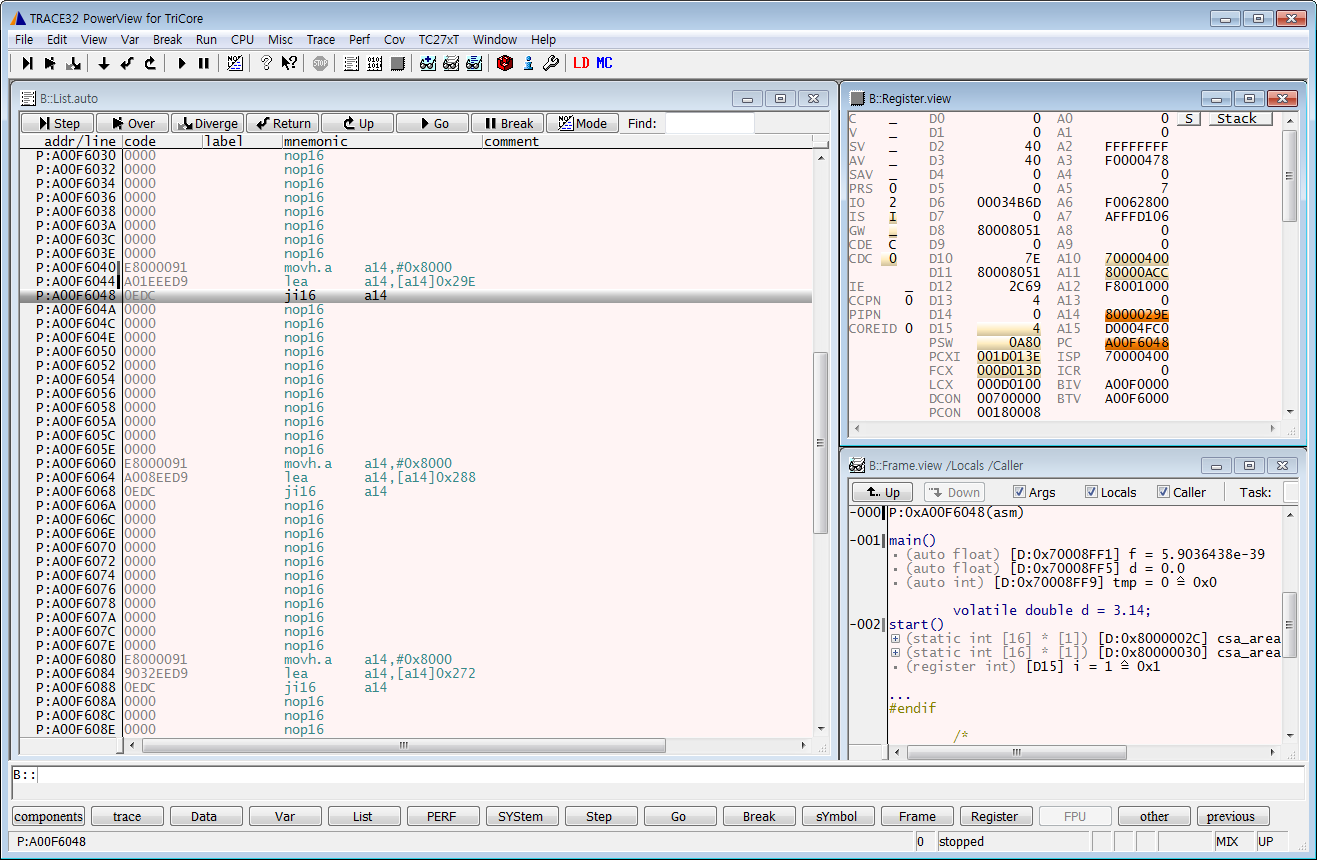 TRACE32 PowerView for TriCore
File Edit View Var Break Run CPU Misc Trace Perf Cov TC27xT Window Help
NOP STOP LD MC
B::List.auto
Step Over Diverge Return Up Go Break Mode Find:
addr/line code label mnemonic comment
P:A00F6030 0000 nop16
P:A00F6032 0000 nop16
P:A00F6034 0000 nop16
P:A00F6036 0000 nop16
P:A00F6038 0000 nop16
P:A00F603A 0000 nop16
P:A00F603C 0000 nop16
P:A00F603E 0000 nop16
P:A00F6040 E8000091 movh.a a14,#0x8000
P:A00F6044 A01EEED9 lea a14,[a14]0x29E
P:A00F6048 0EDC ji16 a14
P:A00F604A 0000 nop16
P:A00F604C 0000 nop16
P:A00F604E 0000 nop16
P:A00F6050 0000 nop16
P:A00F6052 0000 nop16
P:A00F6054 0000 nop16
P:A00F6056 0000 nop16
P:A00F6058 0000 nop16
P:A00F605A 0000 nop16
P:A00F605C 0000 nop16
P:A00F605E 0000 nop16
P:A00F6060 E8000091 movh.a a14,#0x8000
P:A00F6064 A008EED9 lea a14,[a14]0x288
P:A00F6068 0EDC ji16 a14
P:A00F606A 0000 nop16
P:A00F606C 0000 nop16
P:A00F606E 0000 nop16
P:A00F6070 0000 nop16
P:A00F6072 0000 nop16
P:A00F6074 0000 nop16
P:A00F6076 0000 nop16
P:A00F6078 0000 nop16
P:A00F607A 0000 nop16
P:A00F607C 0000 nop16
P:A00F607E 0000 nop16
P:A00F6080 E8000091 movh.a a14,#0x8000
P:A00F6084 9032EED9 lea a14,[a14]0x272
P:A00F6088 0EDC ji16 a14
P:A00F608A 0000 nop16
P:A00F608C 0000 nop16
P:A00F608E 0000 nop16
B::Register.view
C _ D0 0 A0 0 S Stack
V _ D1 0 A1 0
SV _ D2 40 A2 FFFFFFFF
AV _ D3 40 A3 F0000478
SAV _ D4 0 A4 0
PRS 0 D5 0 A5 7
IO 2 D6 00034B6D A6 F0062800
IS I D7 0 A7 AFFFD106
GW _ D8 80008051 A8 0
CDE C D9 0 A9 0
CDC 0 D10 7E A10 70000400
D11 80008051 A11 80000ACC
IE _ D12 2C69 A12 F8001000
CCPN 0 D13 4 A13 0
PIPN D14 0 A14 8000029E
COREID 0 D15 4 A15 D0004FC0
PSW 0A80 PC A00F6048
PCXI 001D013E ISP 70000400
FCX 000D013D ICR 0
LCX 000D0100 BIV A00F0000
DCON 00700000 BTV A00F6000
PCON 00180008
B::Frame.view /Locals /Caller
Up Down Args Locals Caller Task:
-000 P:0xA00F6048(asm)
-001 main()
(auto float) [D:0x70008FF1] f = 5.9036438e-39
(auto float) [D:0x70008FF5] d = 0.0
(auto int) [D:0x70008FF9] tmp = 0 ≙ 0x0
volatile double d = 3.14;
-002 start()
(static int [16] * [1]) [D:0x8000002C] csa_area
(static int [16] * [1]) [D:0x80000030] csa_area
(register int) [D15] i = 1 ≙ 0x1
...
#endif
/*
B::
components trace Data Var List PERF SYStem Step Go Break sYmbol Frame Register FPU other previous
P:A00F6048 0 stopped MIX UP